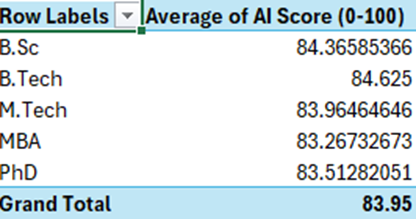 Row Labels Average of AI Score (0-100)
B.Sc 84.36585366
B.Tech 84.625
M.Tech 83.96464646
MBA 83.26732673
PhD 83.51282051
Grand Total 83.95